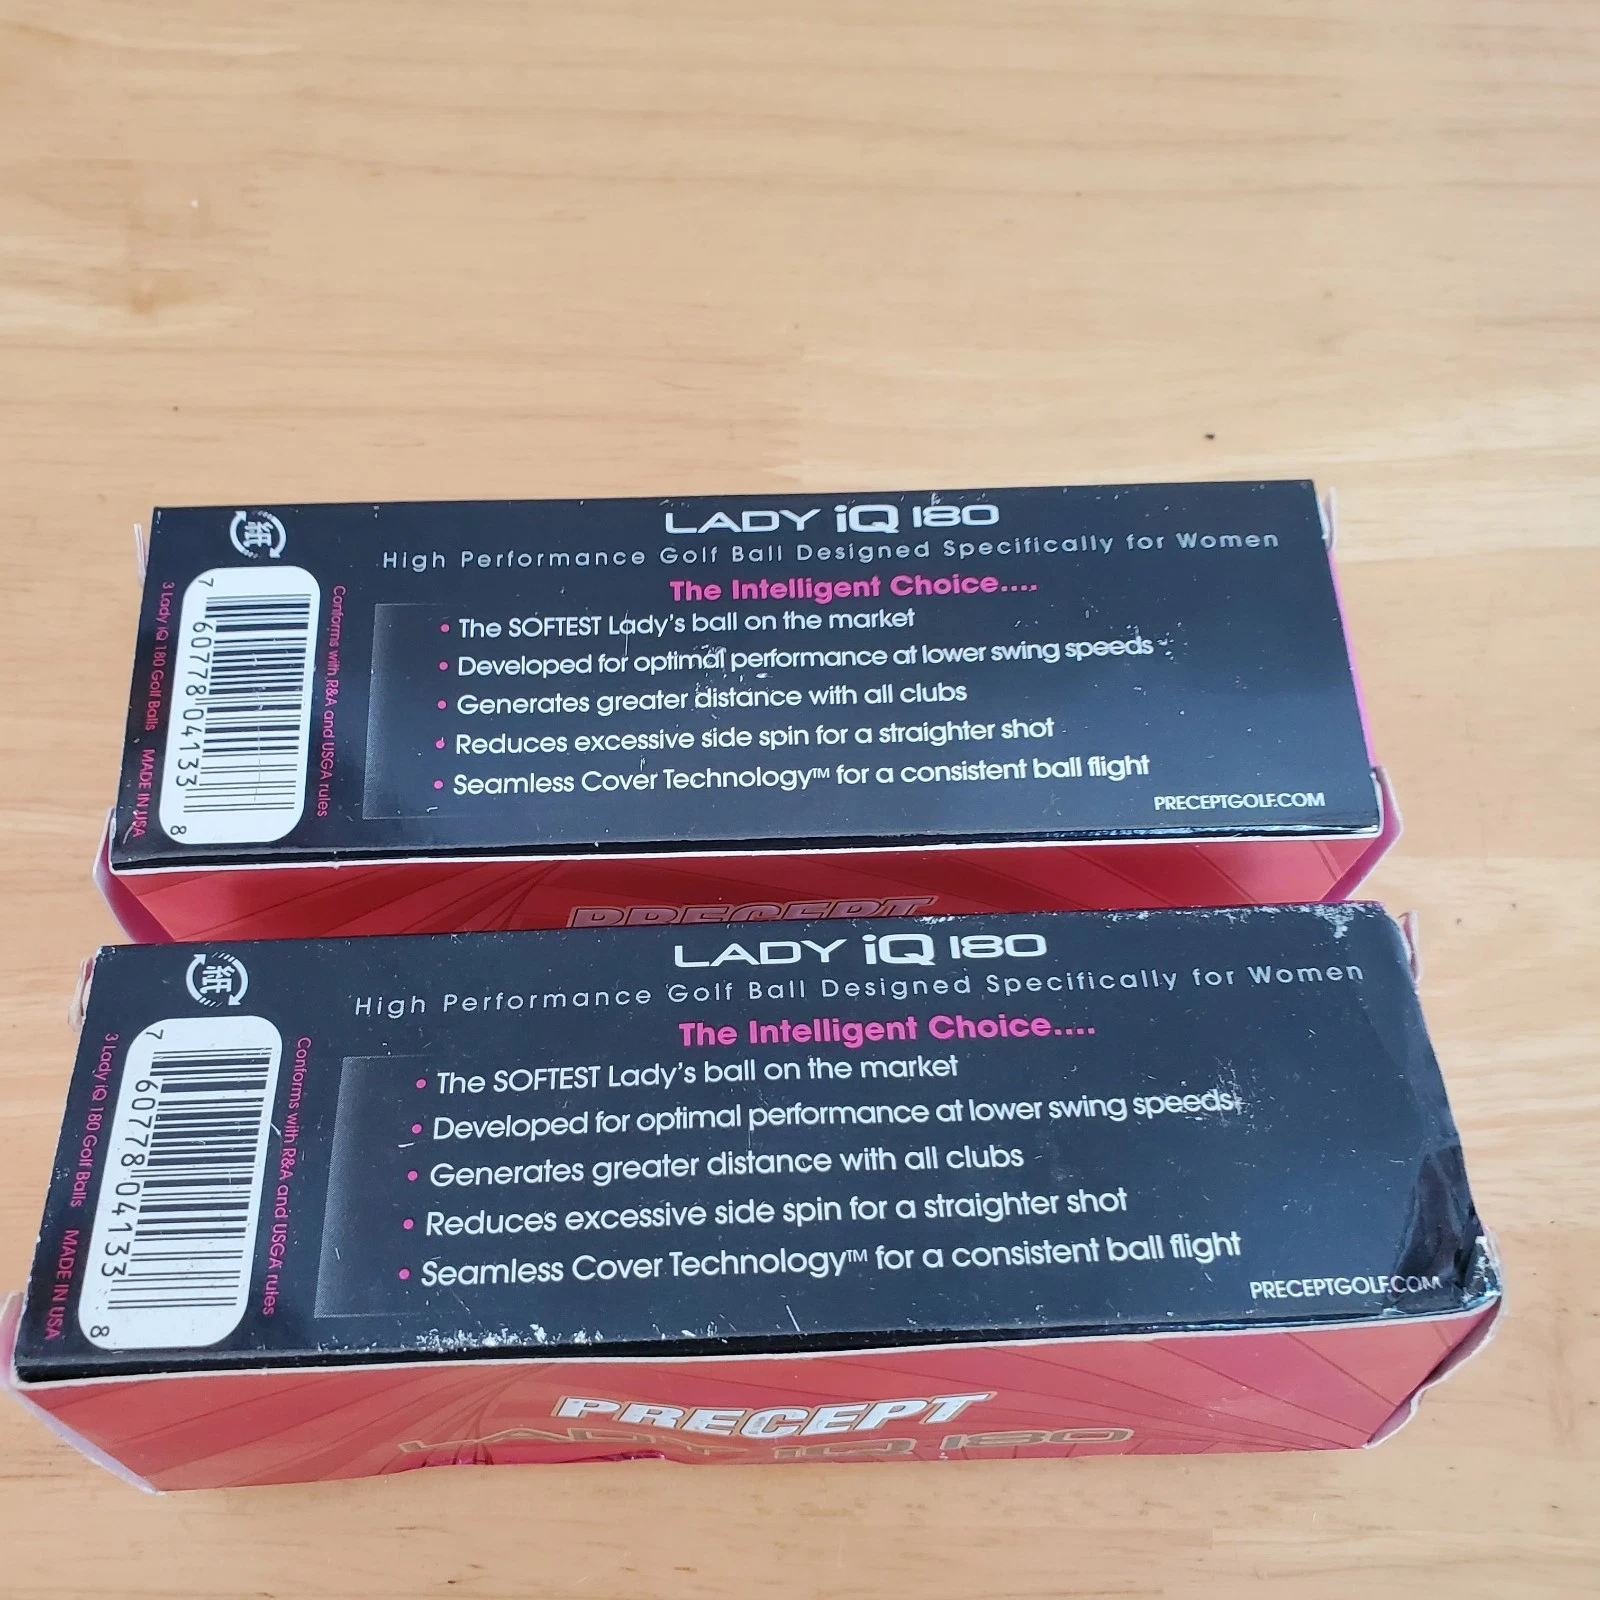 紙
7 60778 04133 8
3 Lady iQ 180 Golf Balls MADE IN USA
Conforms with R&A and USGA rules
LADY iQ 180
High Performance Golf Ball Designed Specifically for Women
The Intelligent Choice....
• The SOFTEST Lady's ball on the market
• Developed for optimal performance at lower swing speeds
• Generates greater distance with all clubs
• Reduces excessive side spin for a straighter shot
• Seamless Cover Technology™ for a consistent ball flight
PRECEPTGOLF.COM
PRECEPT
紙
7 60778 04133 8
3 Lady iQ 180 Golf Balls MADE IN USA
Conforms with R&A and USGA rules
LADY iQ 180
High Performance Golf Ball Designed Specifically for Women
The Intelligent Choice....
• The SOFTEST Lady's ball on the market
• Developed for optimal performance at lower swing speeds
• Generates greater distance with all clubs
• Reduces excessive side spin for a straighter shot
• Seamless Cover Technology™ for a consistent ball flight
PRECEPTGOLF.COM
PRECEPT
LADY iQ 180